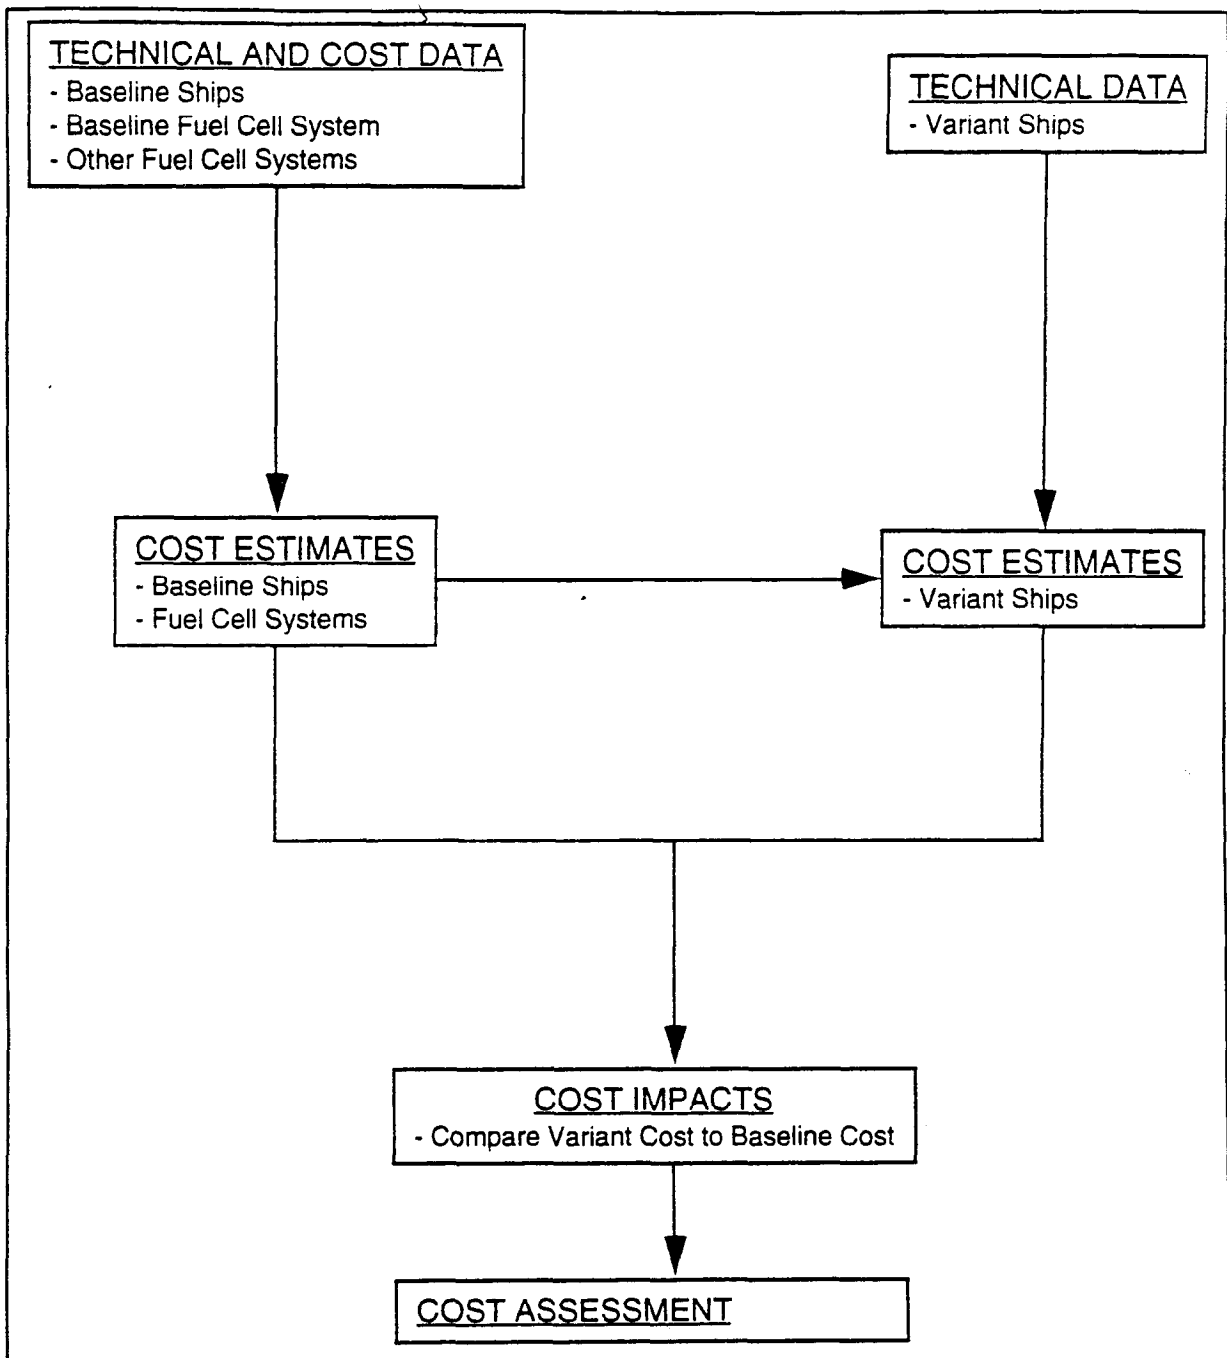 TECHNICAL AND COST DATA
- Baseline Ships
- Baseline Fuel Cell System
- Other Fuel Cell Systems
TECHNICAL DATA
- Variant Ships
COST ESTIMATES
- Baseline Ships
- Fuel Cell Systems
COST ESTIMATES
- Variant Ships
COST IMPACTS
- Compare Variant Cost to Baseline Cost
COST ASSESSMENT